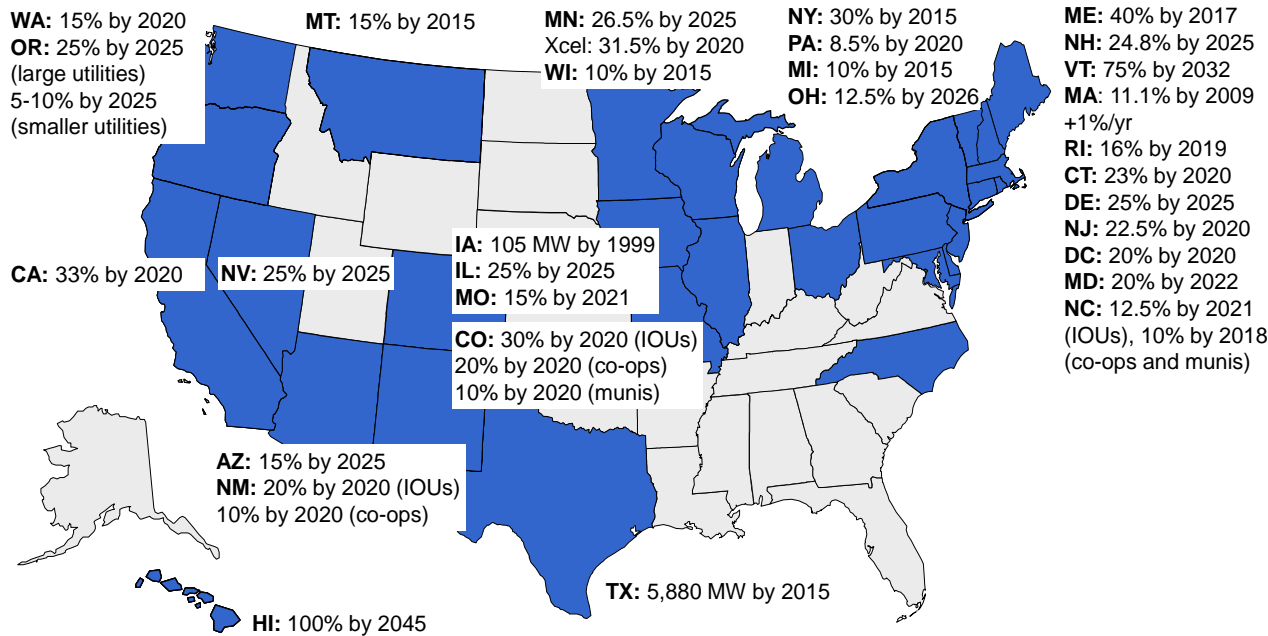 WA: 15% by 2020
OR: 25% by 2025
(large utilities)
5-10% by 2025
(smaller utilities)
MT: 15% by 2015
MN: 26.5% by 2025
Xcel: 31.5% by 2020
WI: 10% by 2015
NY: 30% by 2015
PA: 8.5% by 2020
MI: 10% by 2015
OH: 12.5% by 2026
ME: 40% by 2017
NH: 24.8% by 2025
VT: 75% by 2032
MA: 11.1% by 2009
+1%/yr
RI: 16% by 2019
CT: 23% by 2020
DE: 25% by 2025
NJ: 22.5% by 2020
DC: 20% by 2020
MD: 20% by 2022
NC: 12.5% by 2021
(IOUs), 10% by 2018
(co-ops and munis)
CA: 33% by 2020
NV: 25% by 2025
IA: 105 MW by 1999
IL: 25% by 2025
MO: 15% by 2021
CO: 30% by 2020 (IOUs)
20% by 2020 (co-ops)
10% by 2020 (munis)
AZ: 15% by 2025
NM: 20% by 2020 (IOUs)
10% by 2020 (co-ops)
TX: 5,880 MW by 2015
HI: 100% by 2045